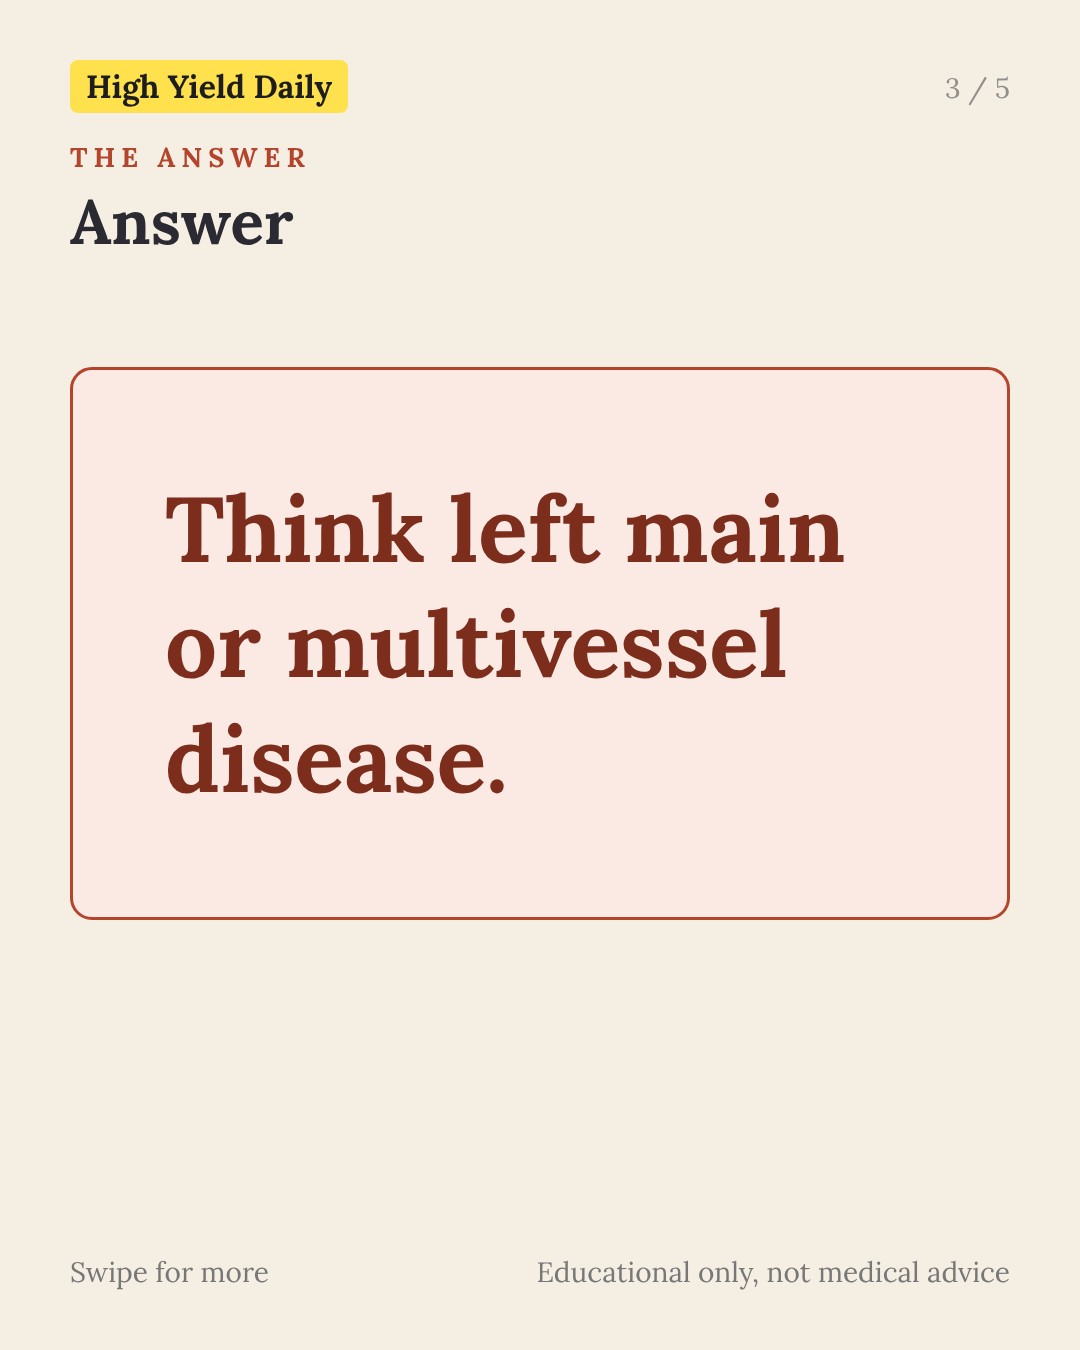 High Yield Daily
3 / 5
THE ANSWER
Answer
Think left main
or multivessel
disease.
Swipe for more
Educational only, not medical advice